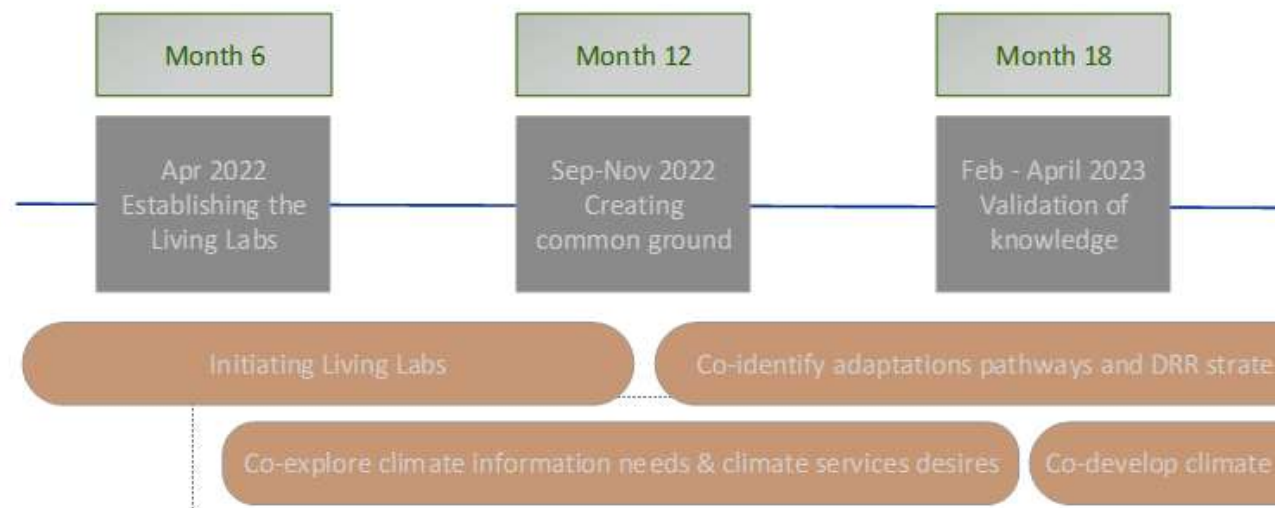 Month 6
Month 12
Month 18
Apr 2022
Establishing the
Living Labs
Sep-Nov 2022
Creating
common ground
Feb - April 2023
Validation of
knowledge
Initiating Living Labs
Co-identify adaptations pathways and DRR strate
Co-explore climate information needs & climate services desires
Co-develop climate